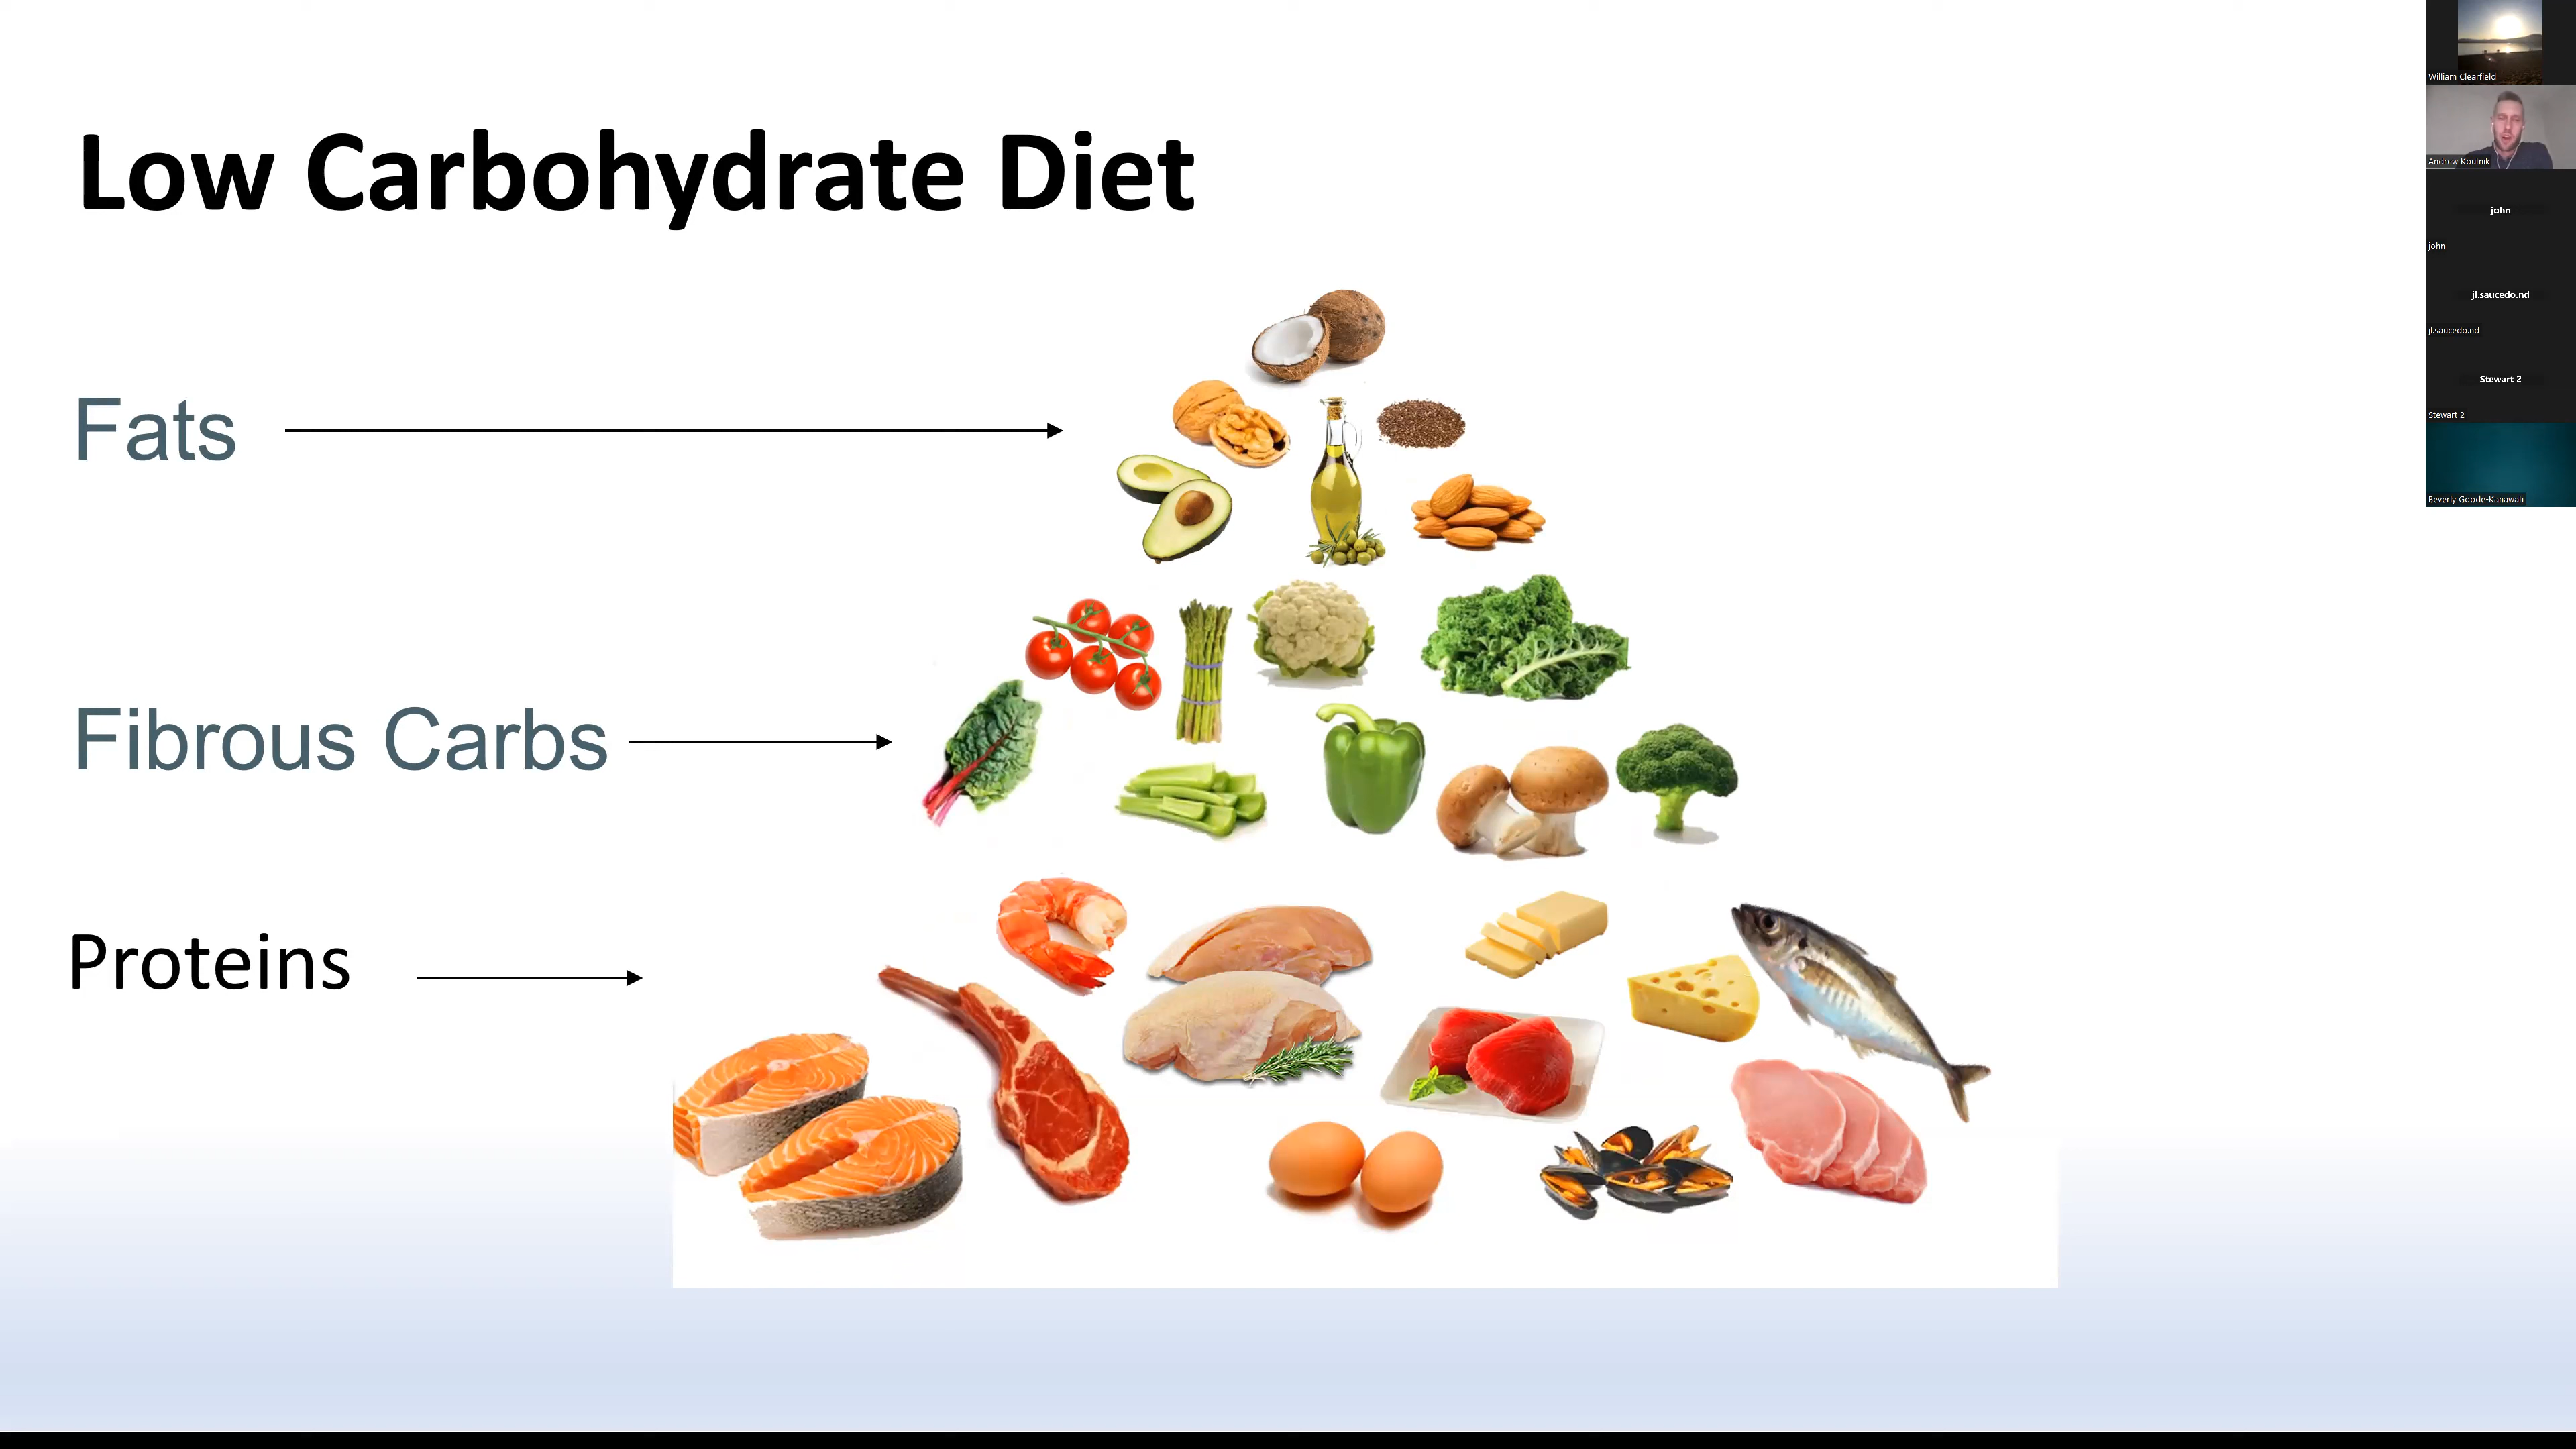 Low Carbohydrate Diet
Fats
Fibrous Carbs
Proteins
William Clearfield
Andrew Koutnik
john
john
jl.saucedo.nd
jl.saucedo.nd
Stewart 2
Stewart 2
Beverly Goode-Kanawati